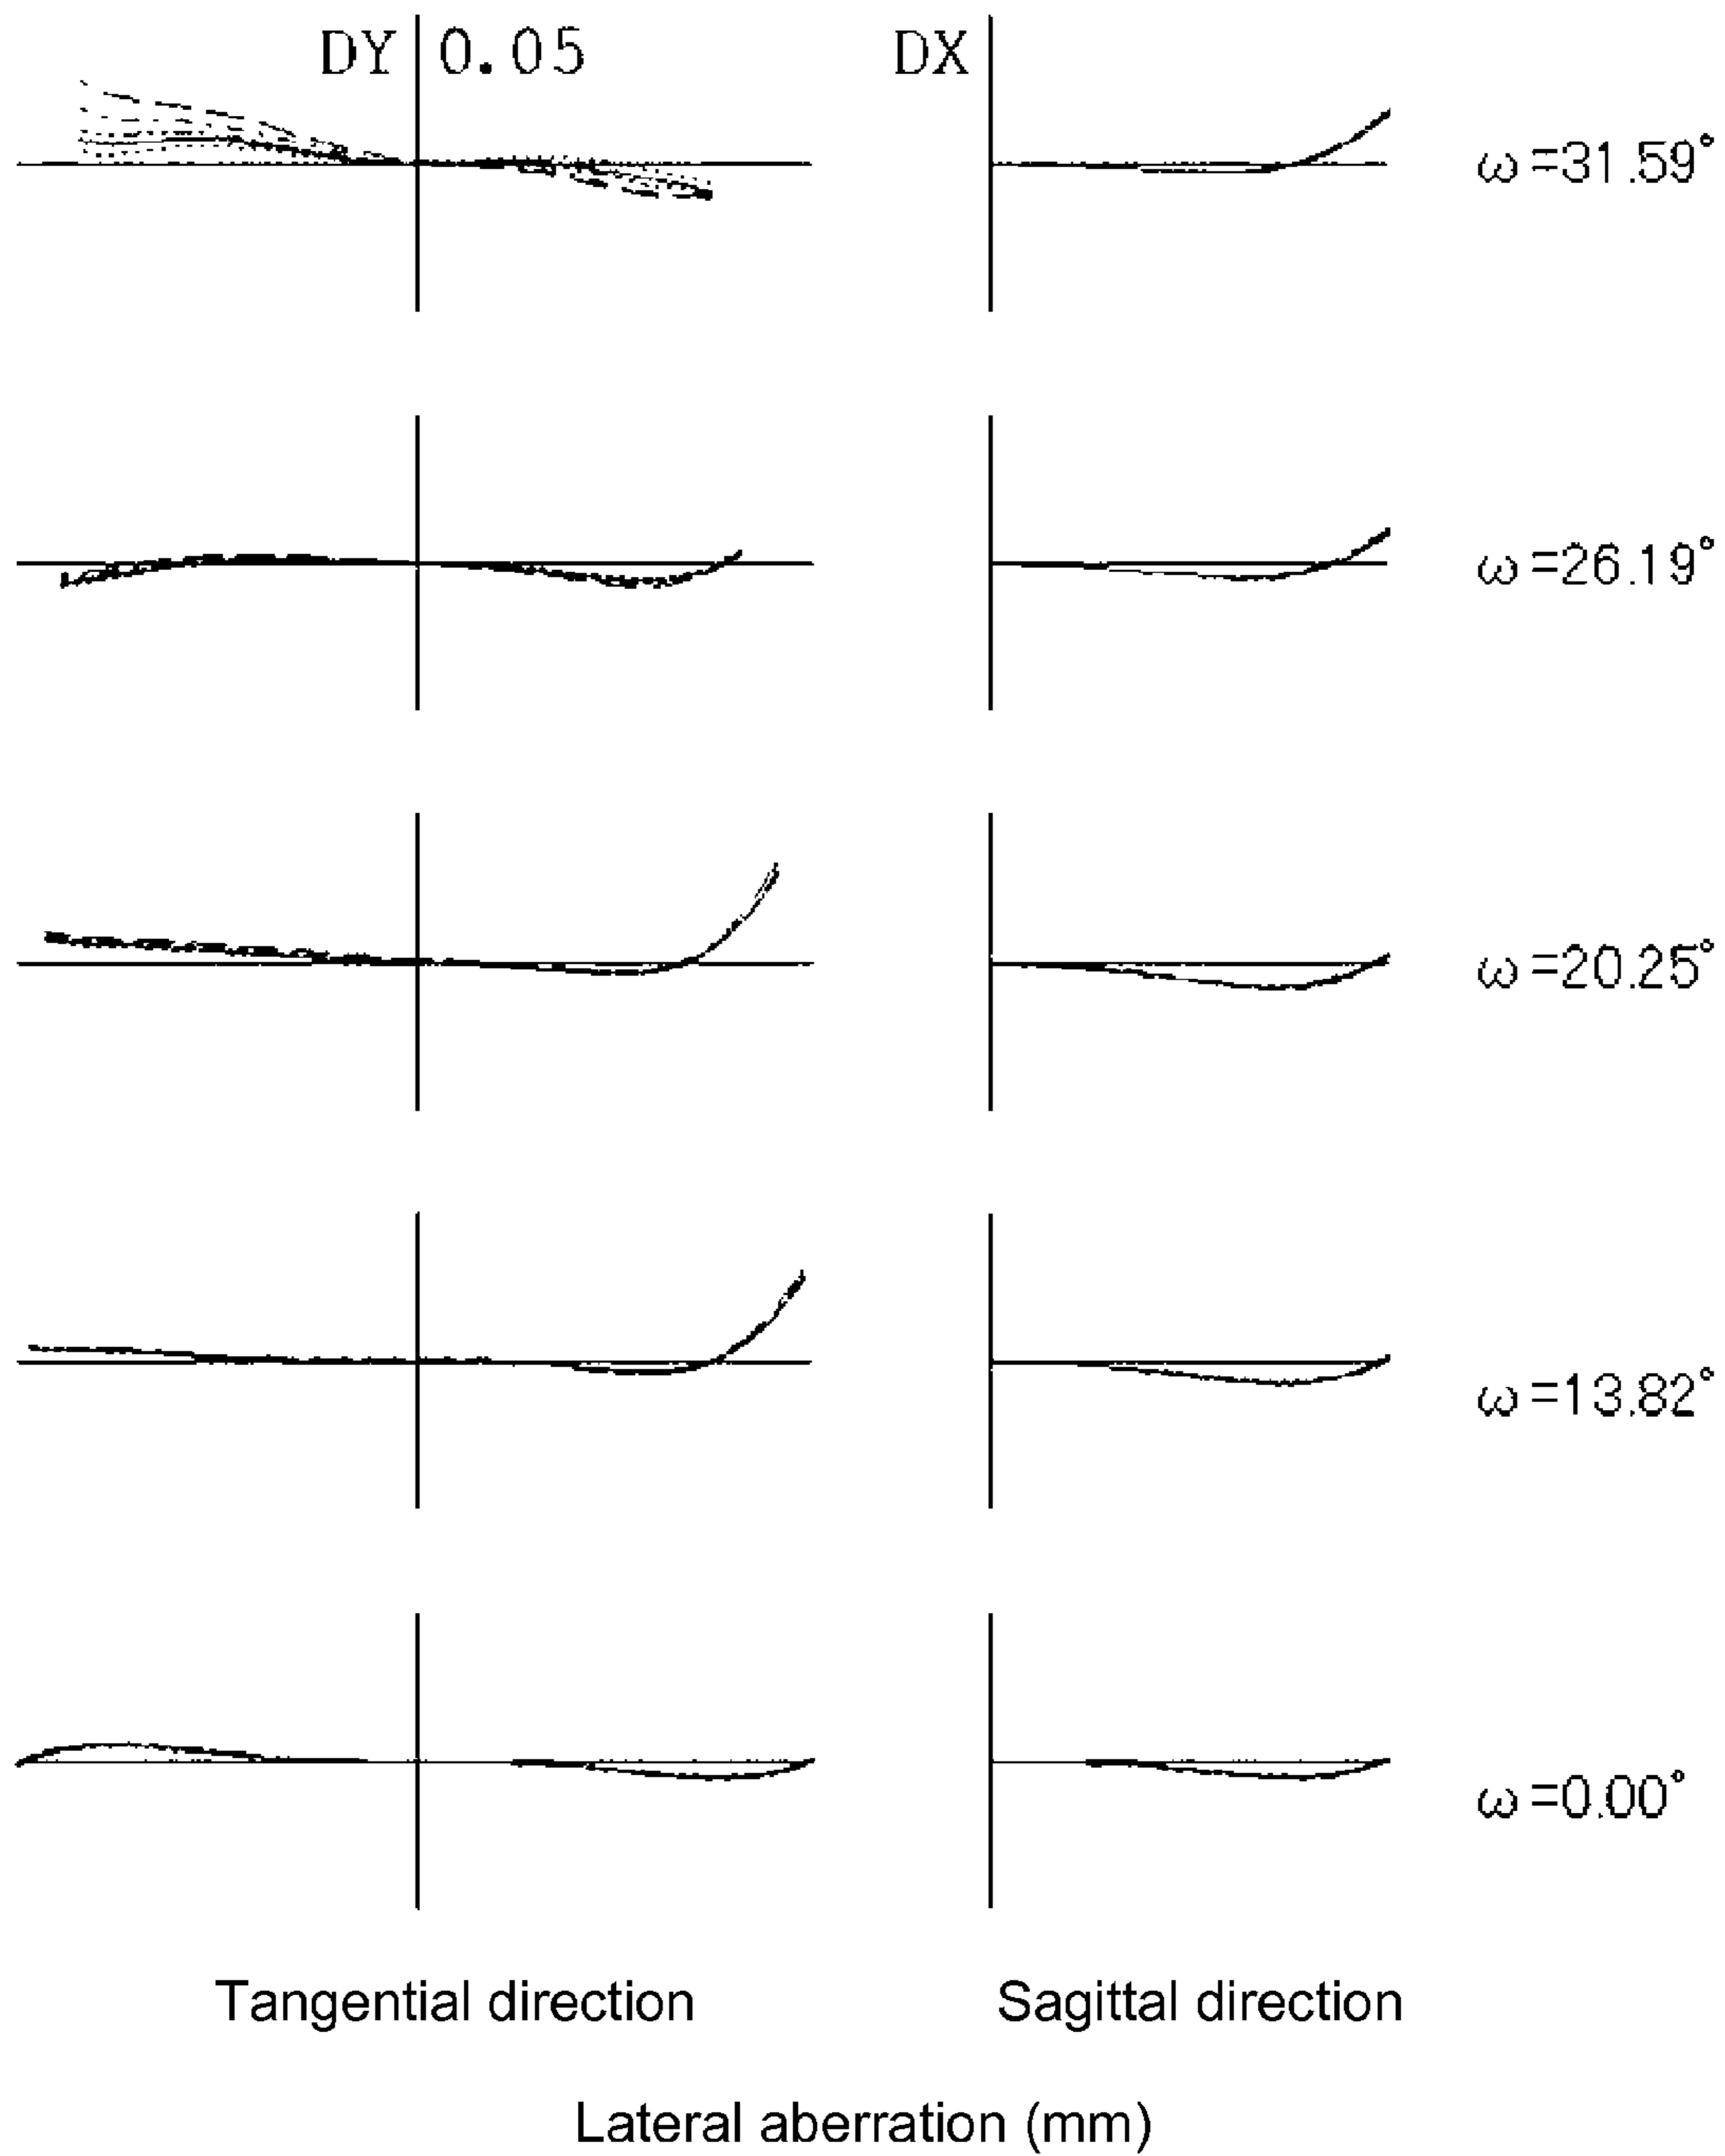 DY 0.05 DX
ω=31.59°
ω=26.19°
ω=20.25°
ω=13.82°
ω=0.00°
Tangential direction Sagittal direction
Lateral aberration (mm)